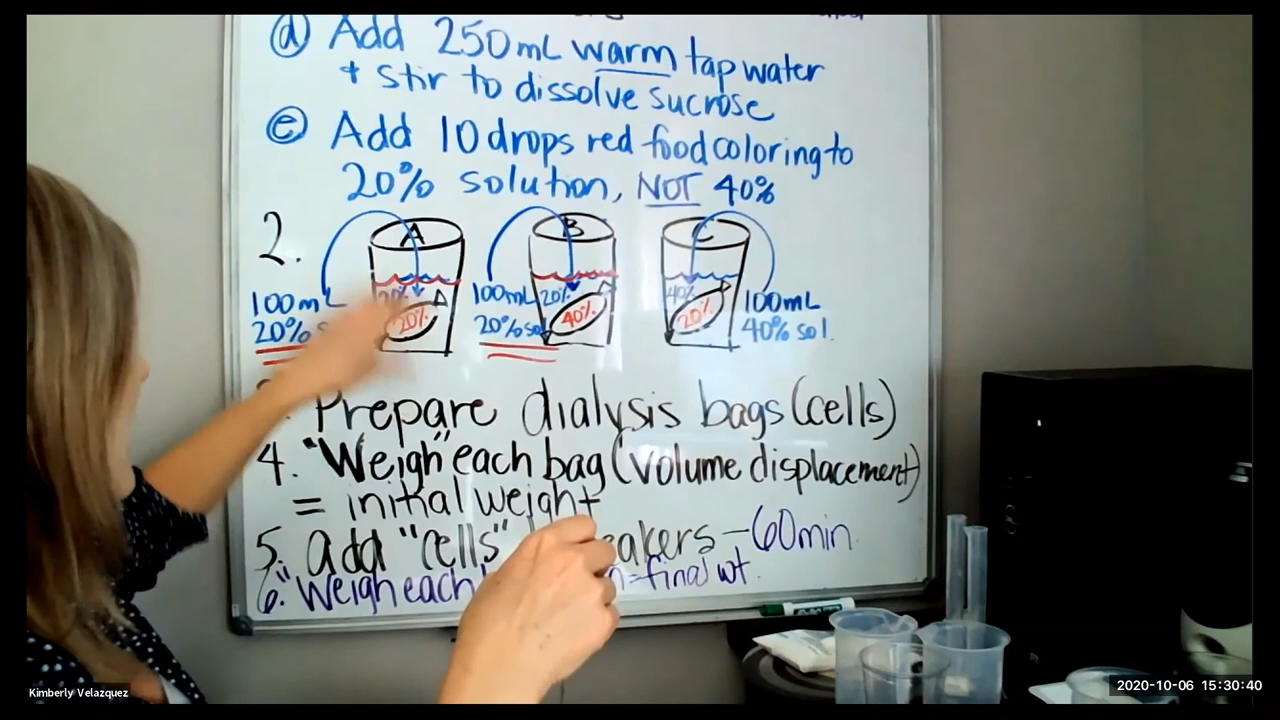 ⓓ Add 250mL warm tap water
+ stir to dissolve sucrose
ⓔ Add 10 drops red food coloring to
20% solution, NOT 40%
2.
A
B
C
100mL
20%
20%
20%
100mL
20% sol
20%
40%
40%
20%
100mL
40% sol.
Prepare dialysis bags (cells)
4. "Weigh" each bag (volume displacement)
= initial weight
5. add "cells" - 60min
6. "Weigh each = final wt.
Kimberly Velazquez
2020-10-06 15:30:40